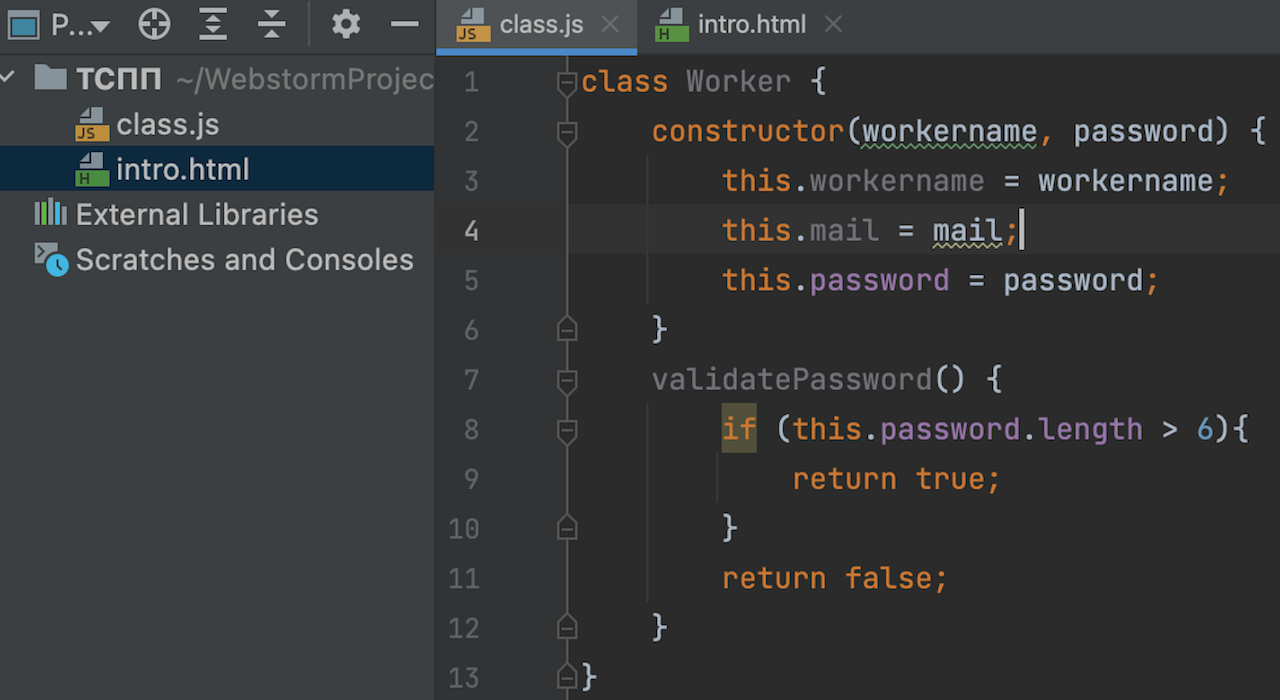 P...
ТСПП ~/WebstormProjec
class.js
intro.html
External Libraries
Scratches and Consoles
class.js intro.html
1 class Worker {
2 constructor(workername, password) {
3 this.workername = workername;
4 this.mail = mail;
5 this.password = password;
6 }
7 validatePassword() {
8 if (this.password.length > 6){
9 return true;
10 }
11 return false;
12 }
13 }